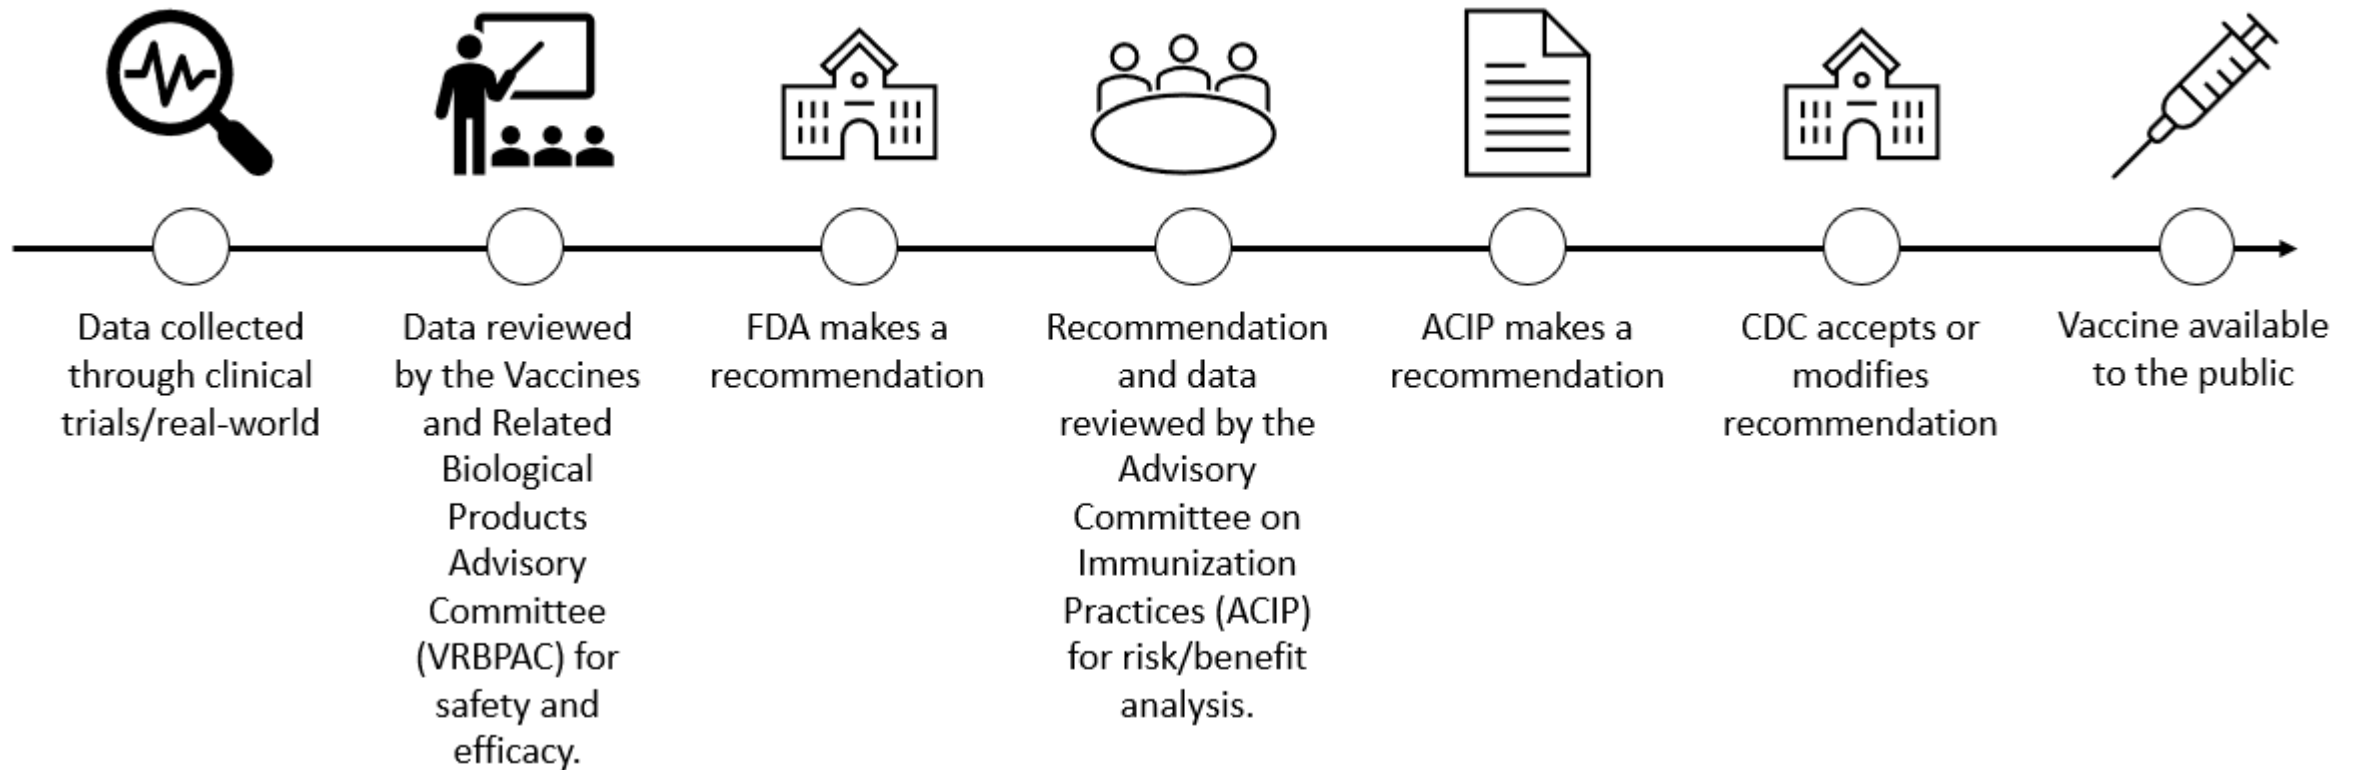 Data collected
through clinical
trials/real-world
Data reviewed
by the Vaccines
and Related
Biological
Products
Advisory
Committee
(VRBPAC) for
safety and
efficacy.
FDA makes a
recommendation
Recommendation
and data
reviewed by the
Advisory
Committee on
Immunization
Practices (ACIP)
for risk/benefit
analysis.
ACIP makes a
recommendation
CDC accepts or
modifies
recommendation
Vaccine available
to the public